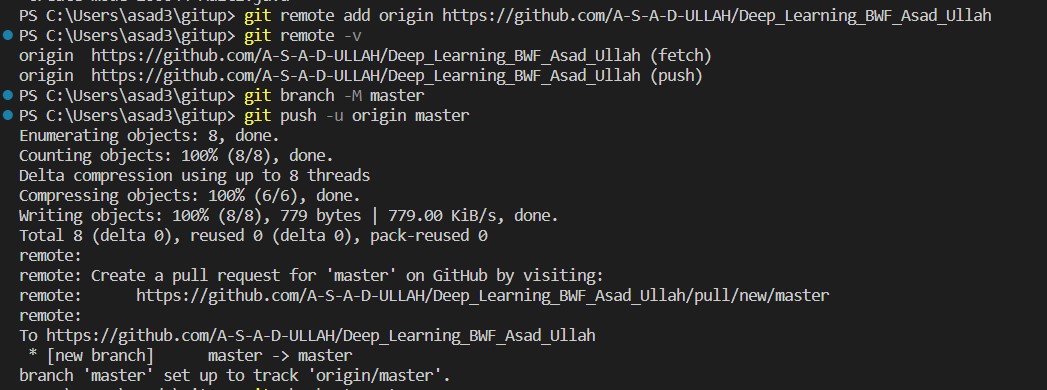 PS C:\Users\asad3\gitup> git remote add origin https://github.com/A-S-A-D-ULLAH/Deep_Learning_BWF_Asad_Ullah
PS C:\Users\asad3\gitup> git remote -v
origin  https://github.com/A-S-A-D-ULLAH/Deep_Learning_BWF_Asad_Ullah (fetch)
origin  https://github.com/A-S-A-D-ULLAH/Deep_Learning_BWF_Asad_Ullah (push)
PS C:\Users\asad3\gitup> git branch -M master
PS C:\Users\asad3\gitup> git push -u origin master
Enumerating objects: 8, done.
Counting objects: 100% (8/8), done.
Delta compression using up to 8 threads
Compressing objects: 100% (6/6), done.
Writing objects: 100% (8/8), 779 bytes | 779.00 KiB/s, done.
Total 8 (delta 0), reused 0 (delta 0), pack-reused 0
remote:
remote: Create a pull request for 'master' on GitHub by visiting:
remote:      https://github.com/A-S-A-D-ULLAH/Deep_Learning_BWF_Asad_Ullah/pull/new/master
remote:
To https://github.com/A-S-A-D-ULLAH/Deep_Learning_BWF_Asad_Ullah
 * [new branch]      master -> master
branch 'master' set up to track 'origin/master'.